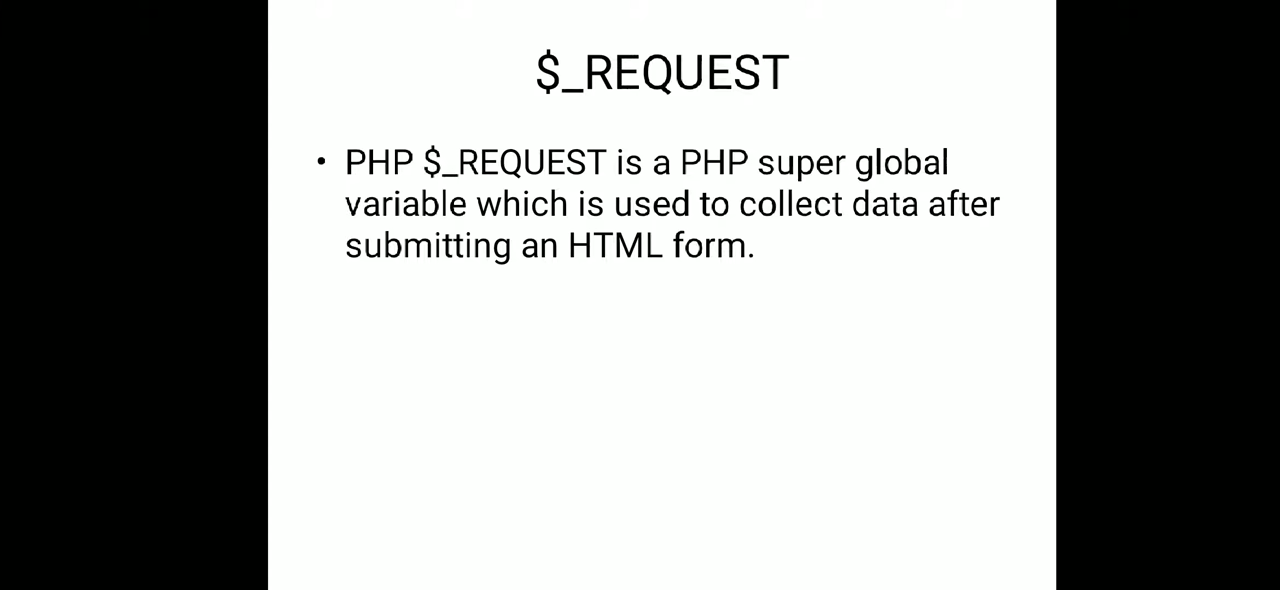 $_REQUEST
• PHP $_REQUEST is a PHP super global
variable which is used to collect data after
submitting an HTML form.